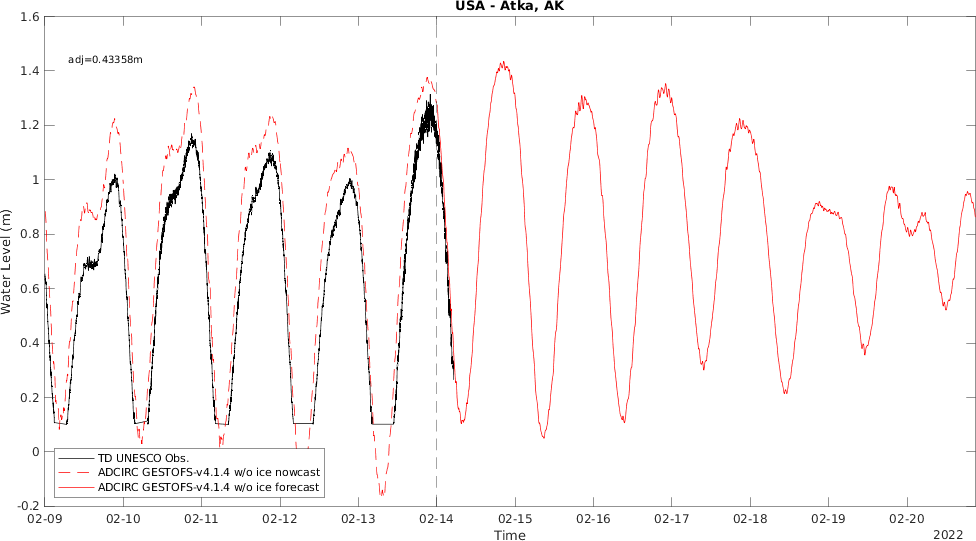 USA - Atka, AK
1.6
1.4
1.2
1
0.8
0.6
0.4
0.2
0
-0.2
Water Level (m)
adj=0.43358m
TD UNESCO Obs.
ADCIRC GESTOFS-v4.1.4 w/o ice nowcast
ADCIRC GESTOFS-v4.1.4 w/o ice forecast
02-09 02-10 02-11 02-12 02-13 02-14 02-15 02-16 02-17 02-18 02-19 02-20
Time
2022